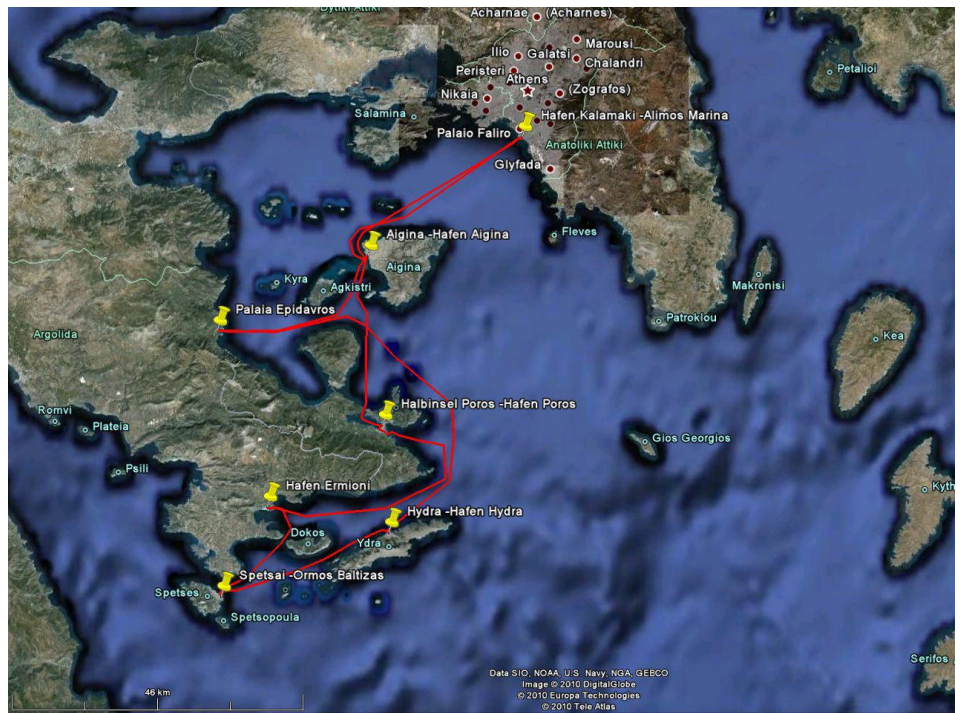 Dytiki Attiki
Acharnae
(Acharnes)
Ilio
Galatsi
Marousi
Peristeri
Chalandri
Petalioi
Athens
Nikaia
(Zografos)
Salamina
Hafen Kalamaki -Alimos Marina
Palaio Faliro
Anatoliki Attiki
Glyfada
Aigina -Hafen Aigina
Fleves
Aigina
Kyra
Agkistri
Makronisi
Palaia Epidavros
Patroklou
Argolida
Kea
Halbinsel Poros -Hafen Poros
Romvi
Plateia
Gios Georgios
Psili
Hafen Ermioni
Hydra -Hafen Hydra
Dokos
Ydra
Spetsai -Ormos Baltizas
Spetses
Spetsopoula
Serifos
Data SIO, NOAA, U.S. Navy, NGA, GEBCO
Image © 2010 DigitalGlobe
© 2010 Europa Technologies
© 2010 Tele Atlas
46 km